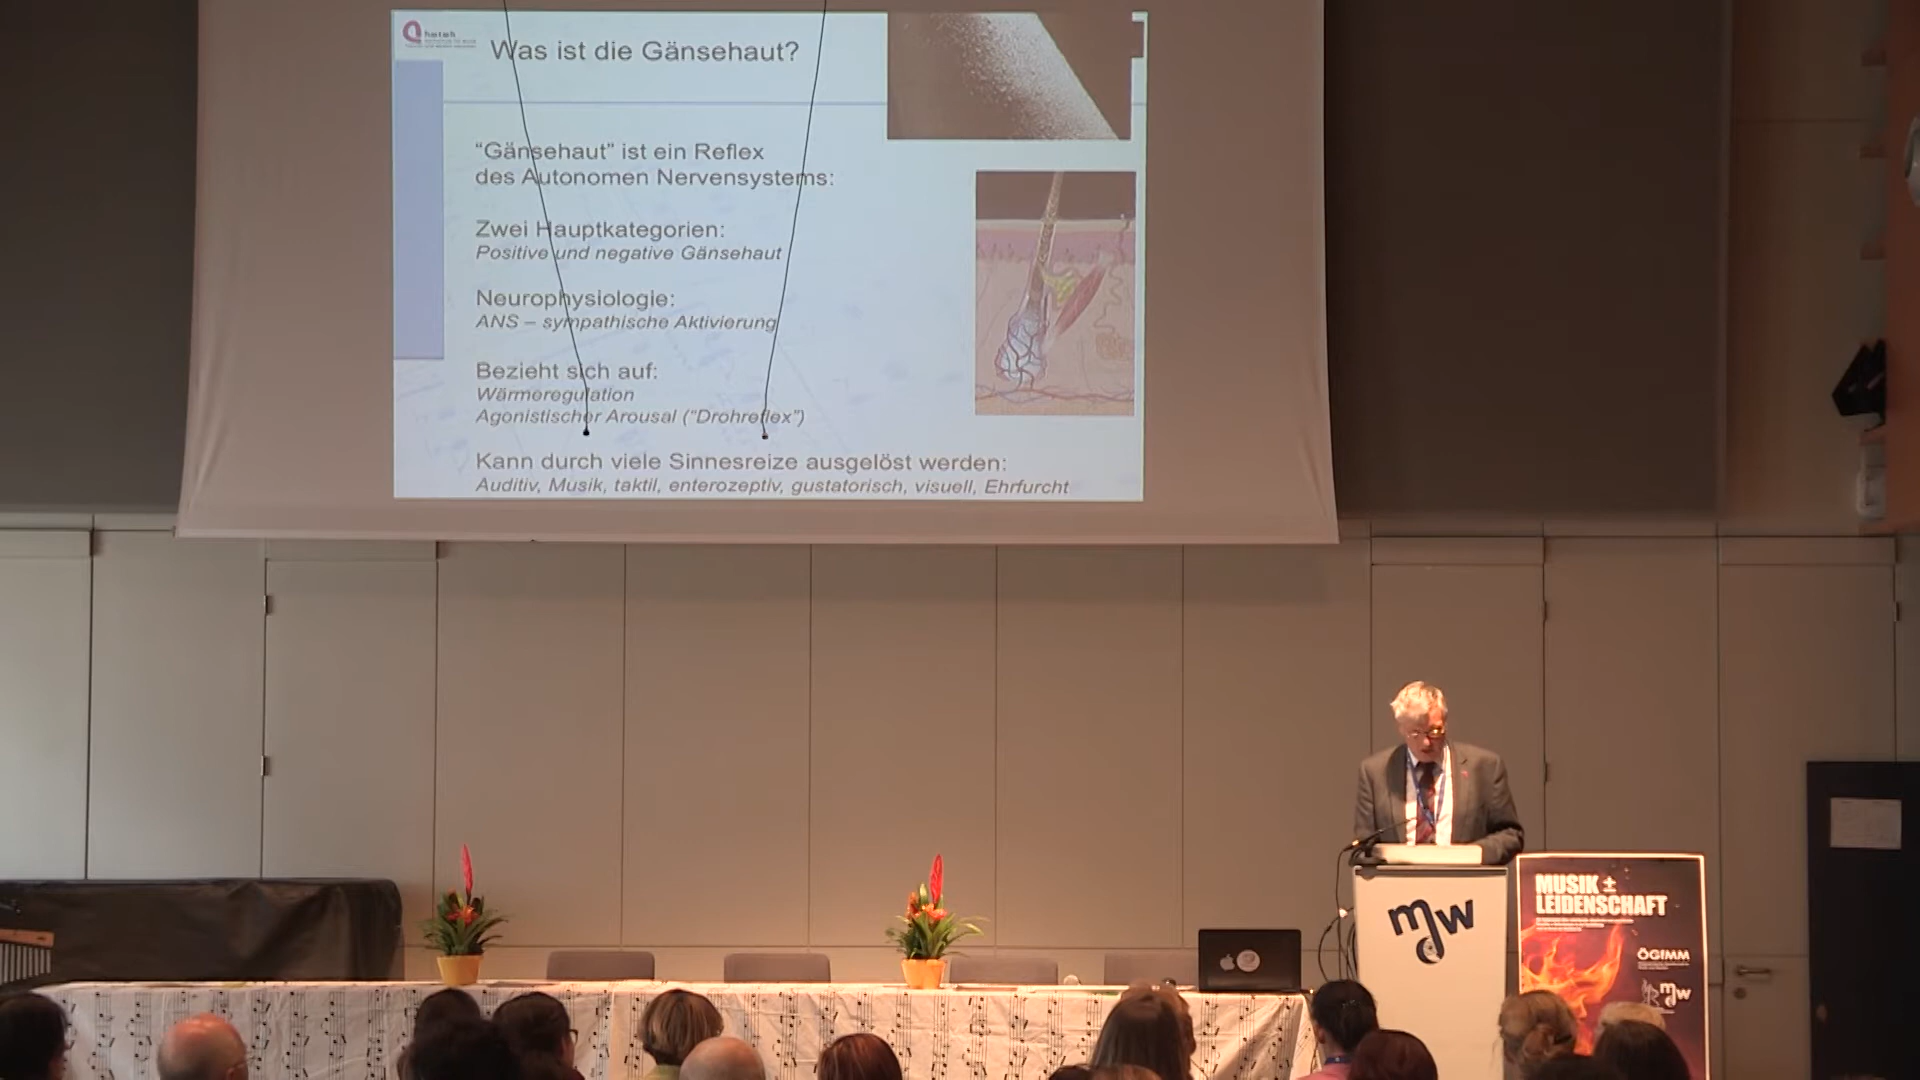 Was ist die Gänsehaut?
“Gänsehaut” ist ein Reflex
des Autonomen Nervensystems:
Zwei Hauptkategorien:
Positive und negative Gänsehaut
Neurophysiologie:
ANS – sympathische Aktivierung
Bezieht sich auf:
Wärmeregulation
Agonistischer Arousal (“Drohreflex”)
Kann durch viele Sinnesreize ausgelöst werden:
Auditiv, Musik, taktil, enterozeptiv, gustatorisch, visuell, Ehrfurcht
mdw
MUSIK ±
LEIDENSCHAFT
ÖGfMM
mdw